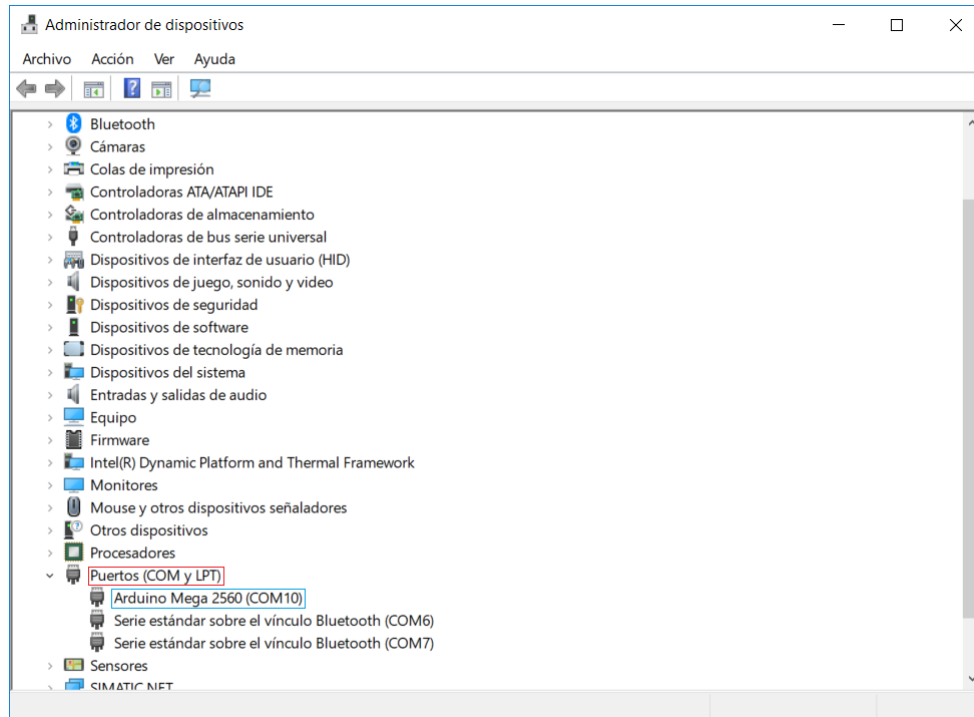 Administrador de dispositivos
Archivo Acción Ver Ayuda
Bluetooth
Cámaras
Colas de impresión
Controladoras ATA/ATAPI IDE
Controladoras de almacenamiento
Controladoras de bus serie universal
Dispositivos de interfaz de usuario (HID)
Dispositivos de juego, sonido y video
Dispositivos de seguridad
Dispositivos de software
Dispositivos de tecnología de memoria
Dispositivos del sistema
Entradas y salidas de audio
Equipo
Firmware
Intel(R) Dynamic Platform and Thermal Framework
Monitores
Mouse y otros dispositivos señaladores
Otros dispositivos
Procesadores
Puertos (COM y LPT)
Arduino Mega 2560 (COM10)
Serie estándar sobre el vínculo Bluetooth (COM6)
Serie estándar sobre el vínculo Bluetooth (COM7)
Sensores
SIMATIC NET